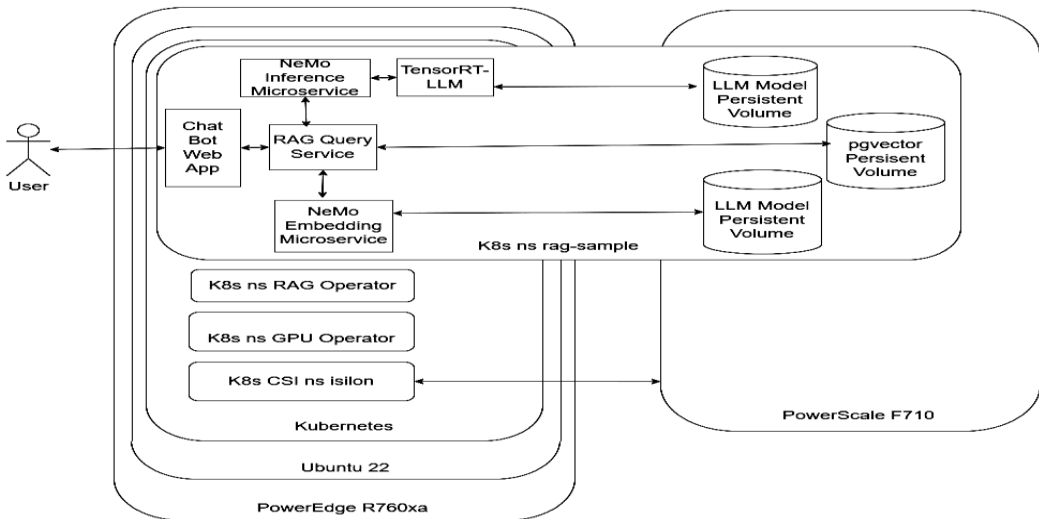 NeMo
Inference
Microservice
TensorRT-
LLM
LLM Model
Persistent
Volume
Chat
Bot
Web
App
RAG Query
Service
pgvector
Persisent
Volume
User
NeMo
Embedding
Microservice
LLM Model
Persistent
Volume
K8s ns rag-sample
K8s ns RAG Operator
K8s ns GPU Operator
K8s CSI ns isilon
Kubernetes
PowerScale F710
Ubuntu 22
PowerEdge R760xa